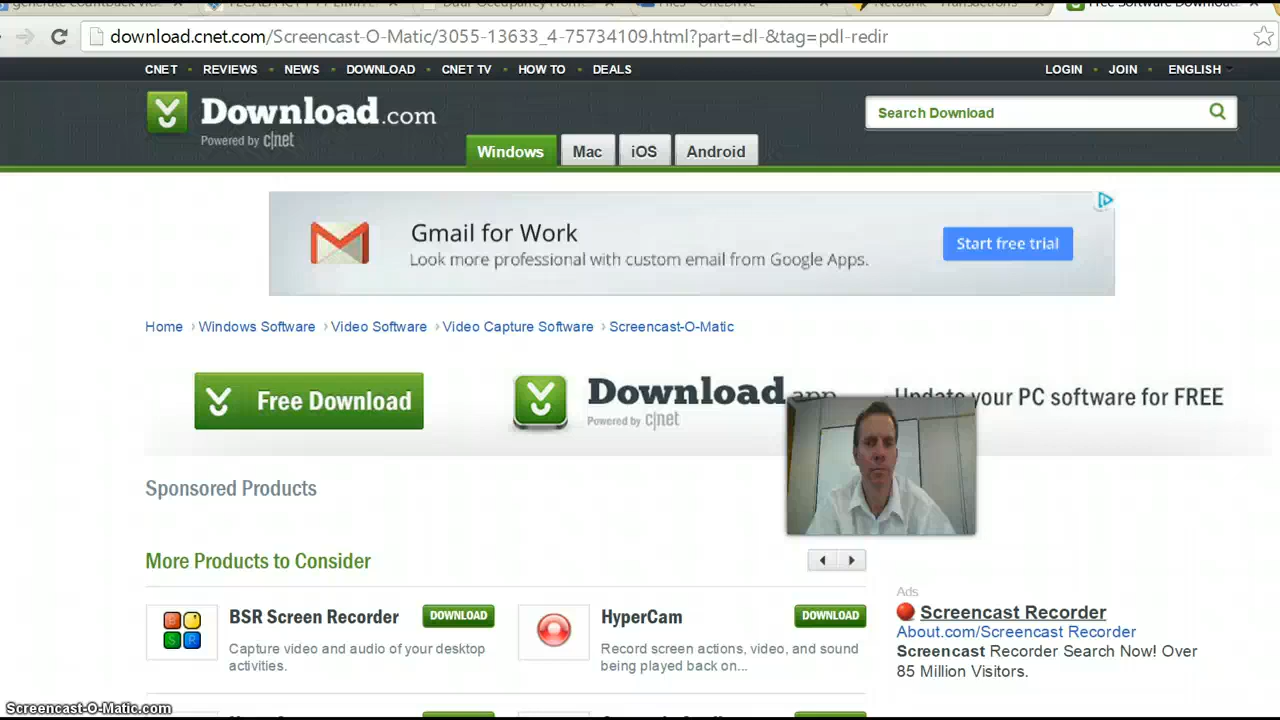 download.cnet.com/Screencast-O-Matic/3055-13633_4-75734109.html?part=dl-&tag=pdl-redir
CNET REVIEWS NEWS DOWNLOAD CNET TV HOW TO DEALS LOGIN JOIN ENGLISH
Download.com
Powered by c|net
Search Download
Windows Mac iOS Android
Gmail for Work
Look more professional with custom email from Google Apps.
Start free trial
Home › Windows Software › Video Software › Video Capture Software › Screencast-O-Matic
Free Download
Download app
Powered by c|net
Update your PC software for FREE
Sponsored Products
More Products to Consider
BSR Screen Recorder DOWNLOAD
Capture video and audio of your desktop
activities.
HyperCam DOWNLOAD
Record screen actions, video, and sound
being played back on...
Ads
Screencast Recorder
About.com/Screencast Recorder
Screencast Recorder Search Now! Over
85 Million Visitors.
Screencast-O-Matic.com